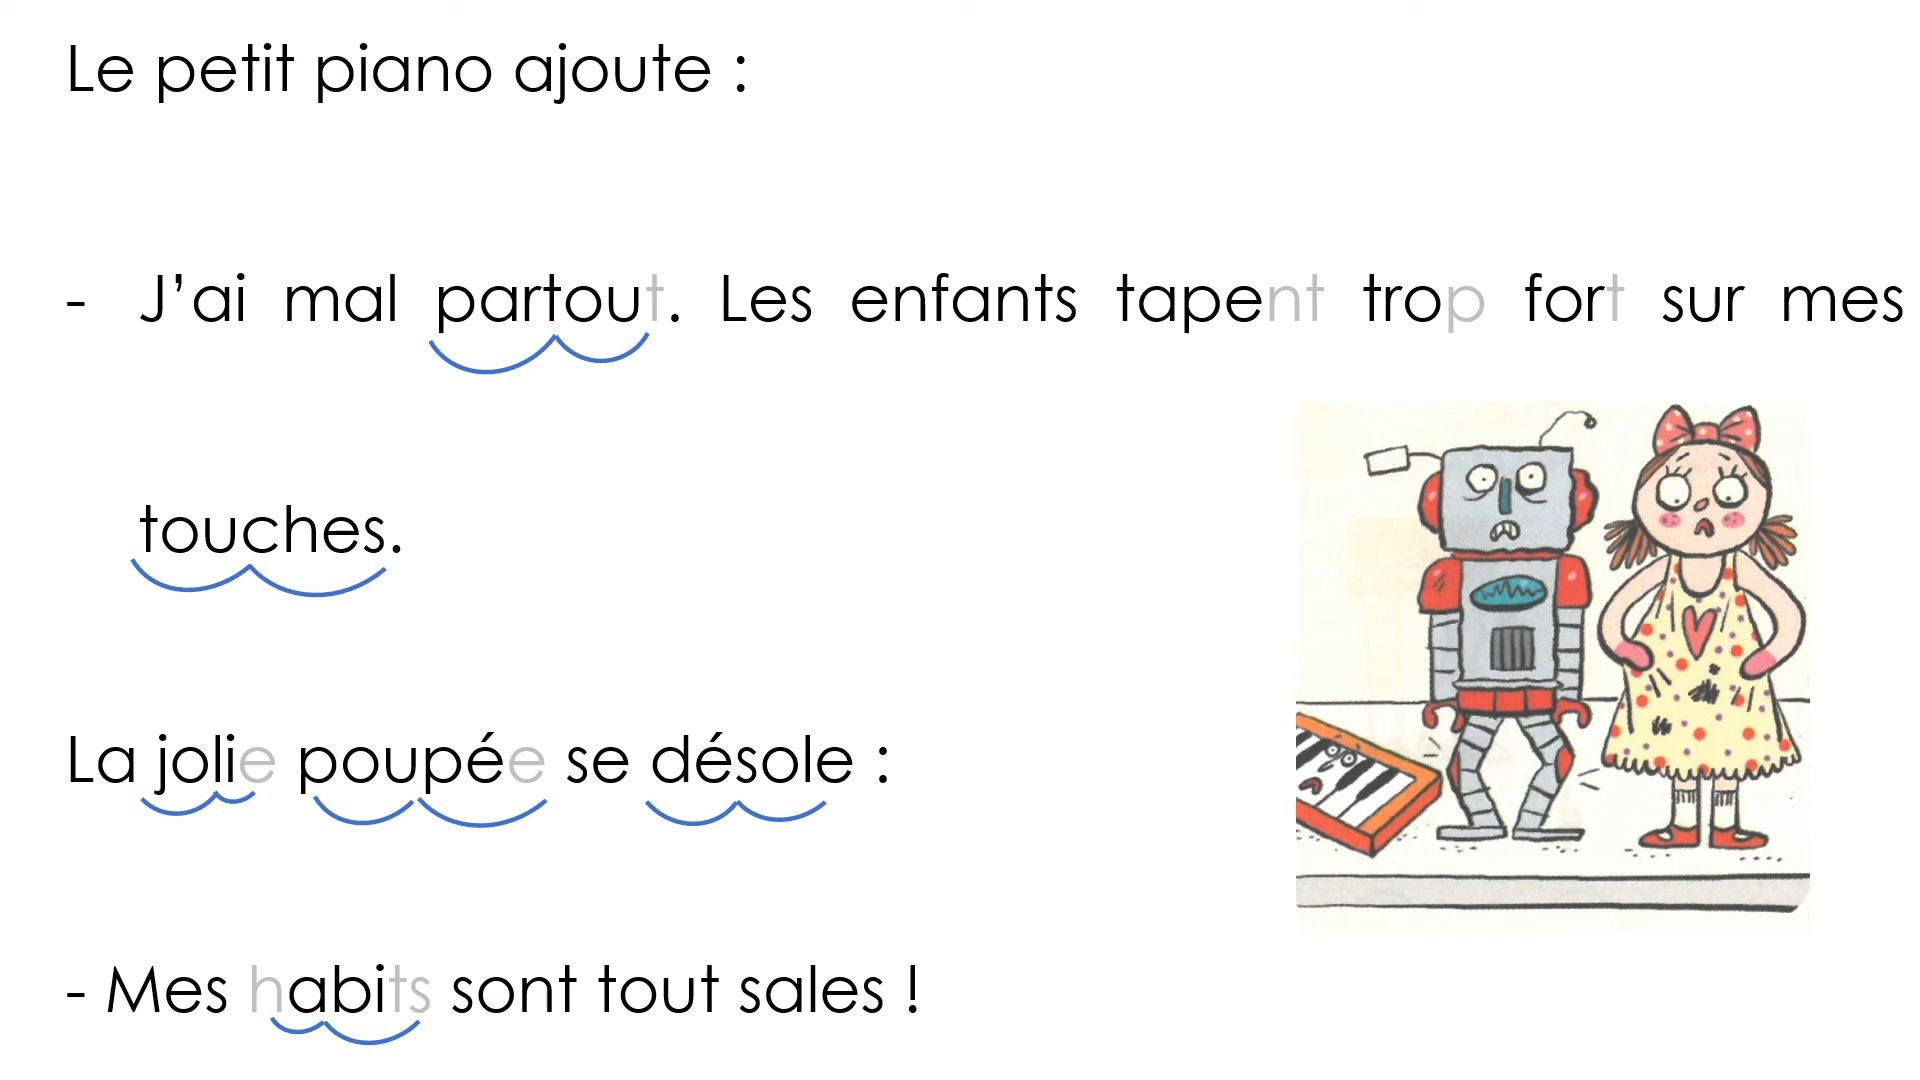 Le petit piano ajoute :
- J’ai mal partout. Les enfants tapent trop fort sur mes
touches.
La jolie poupée se désole :
- Mes habits sont tout sales !